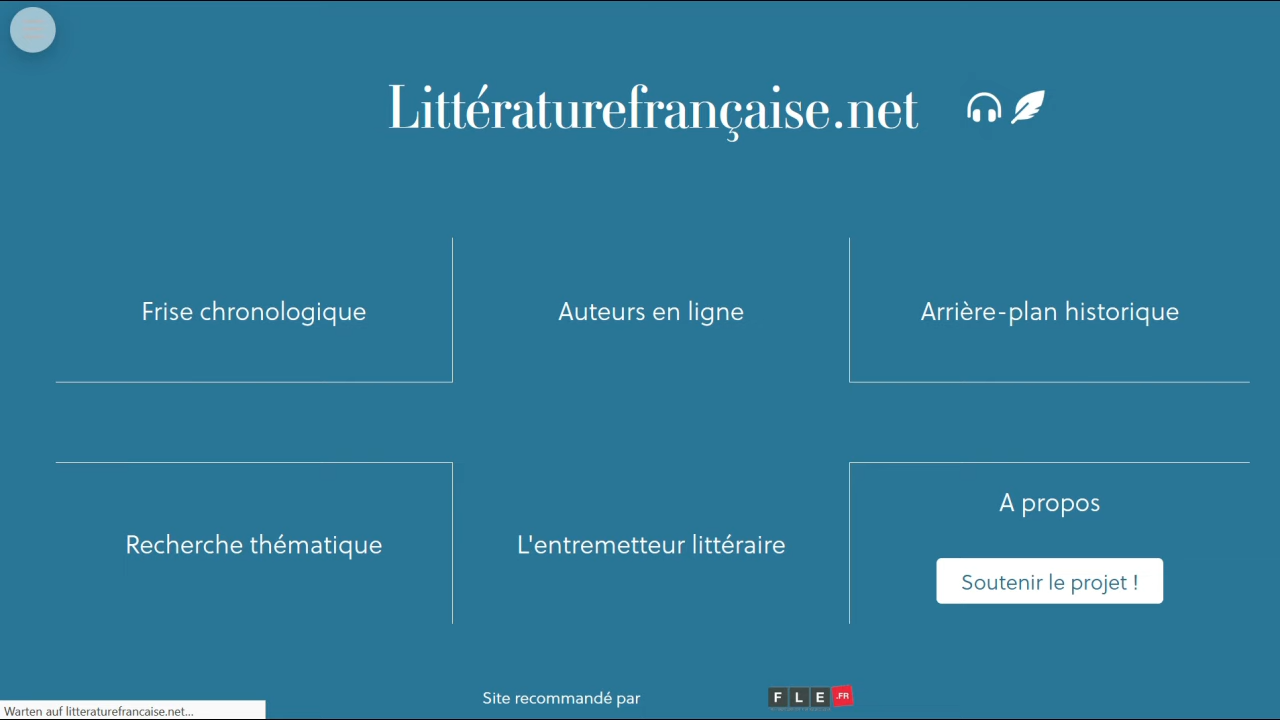 Littératurefrançaise.net
Frise chronologique
Auteurs en ligne
Arrière-plan historique
Recherche thématique
L'entremetteur littéraire
A propos
Soutenir le projet !
Site recommandé par
FLE.FR
Warten auf litteraturefrancaise.net...